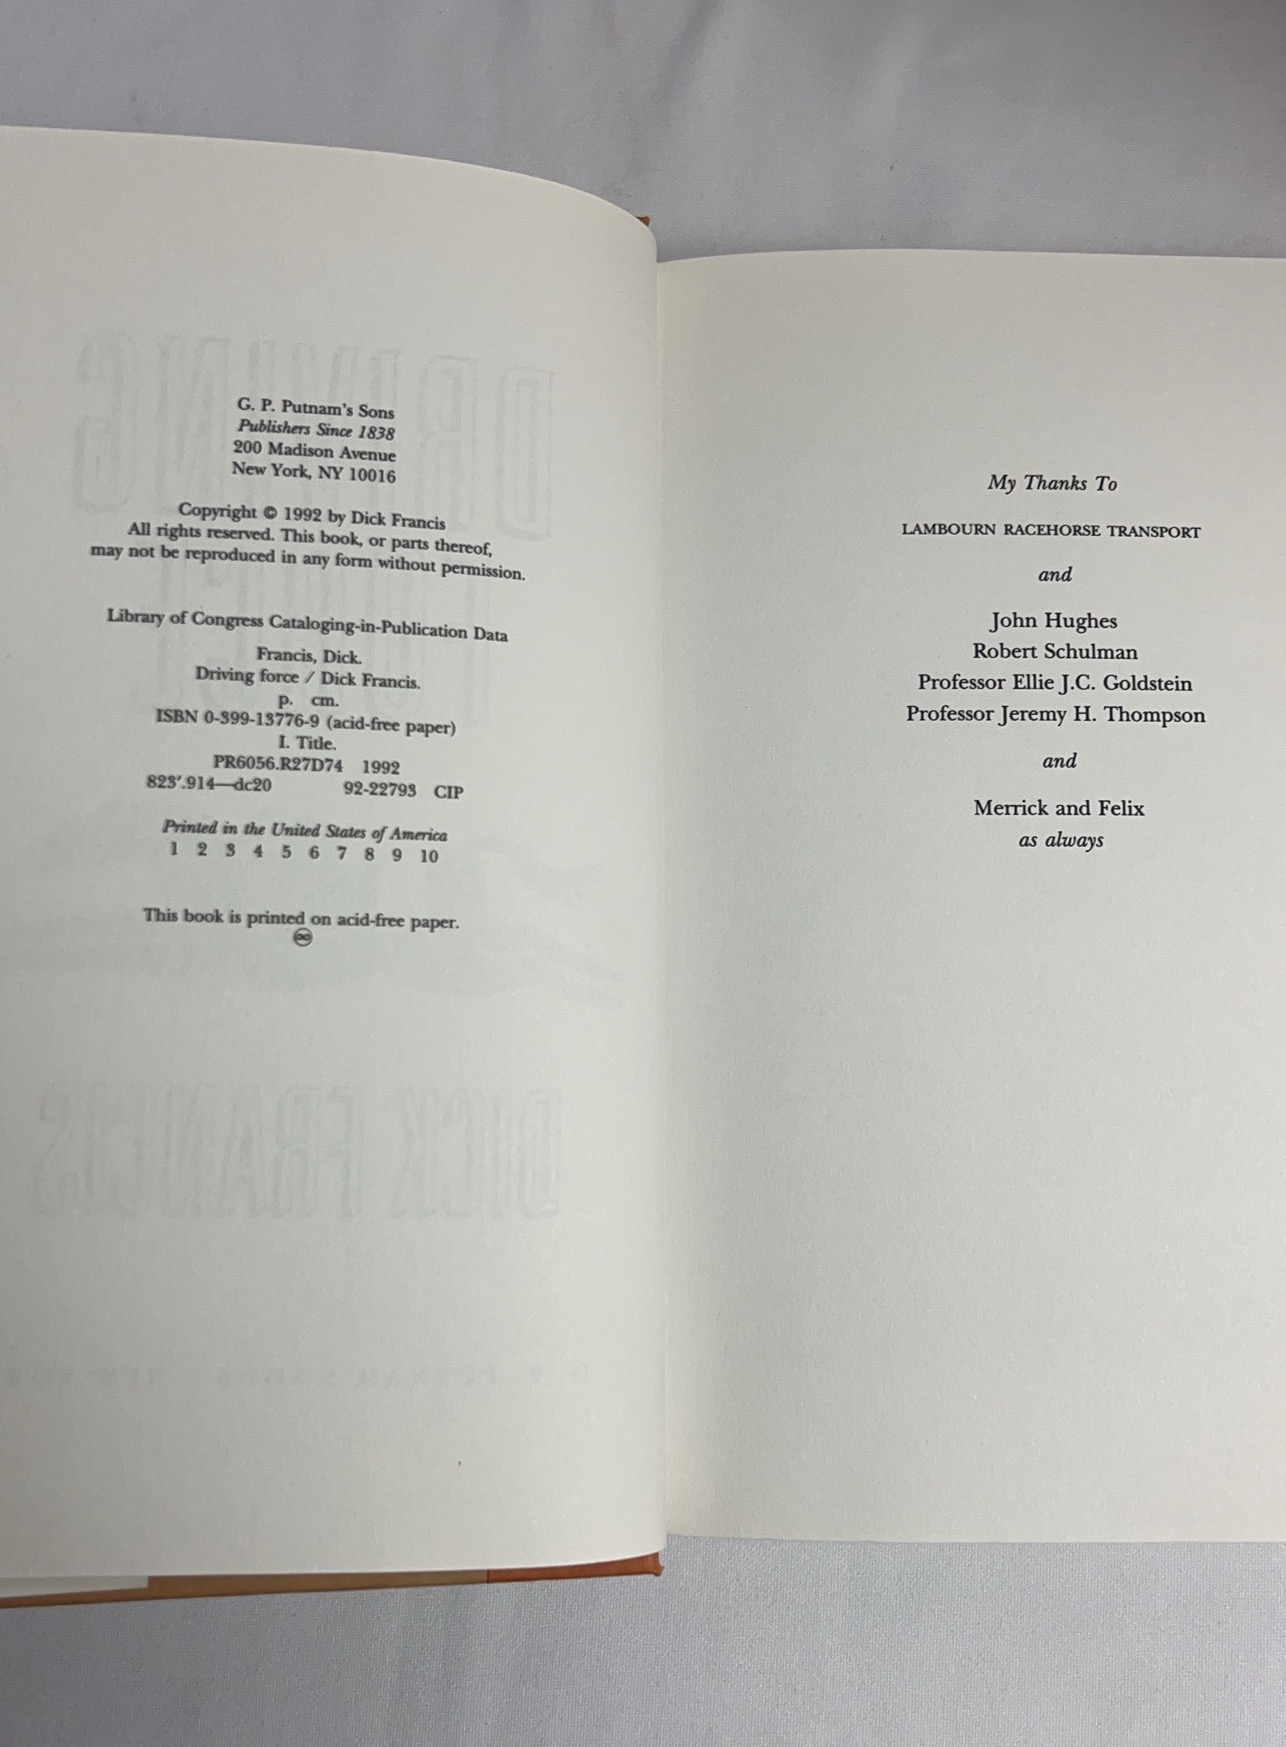 G. P. Putnam's Sons
Publishers Since 1838
200 Madison Avenue
New York, NY 10016
Copyright © 1992 by Dick Francis
All rights reserved. This book, or parts thereof,
may not be reproduced in any form without permission.
Library of Congress Cataloging-in-Publication Data
Francis, Dick.
Driving force / Dick Francis.
p. cm.
ISBN 0-399-13776-9 (acid-free paper)
I. Title.
PR6056.R27D74 1992
823'.914—dc20 92-22793 CIP
Printed in the United States of America
1 2 3 4 5 6 7 8 9 10
This book is printed on acid-free paper.
♾
DRIVING
FORCE
DICK FRANCIS
My Thanks To
LAMBOURN RACEHORSE TRANSPORT
and
John Hughes
Robert Schulman
Professor Ellie J.C. Goldstein
Professor Jeremy H. Thompson
and
Merrick and Felix
as always